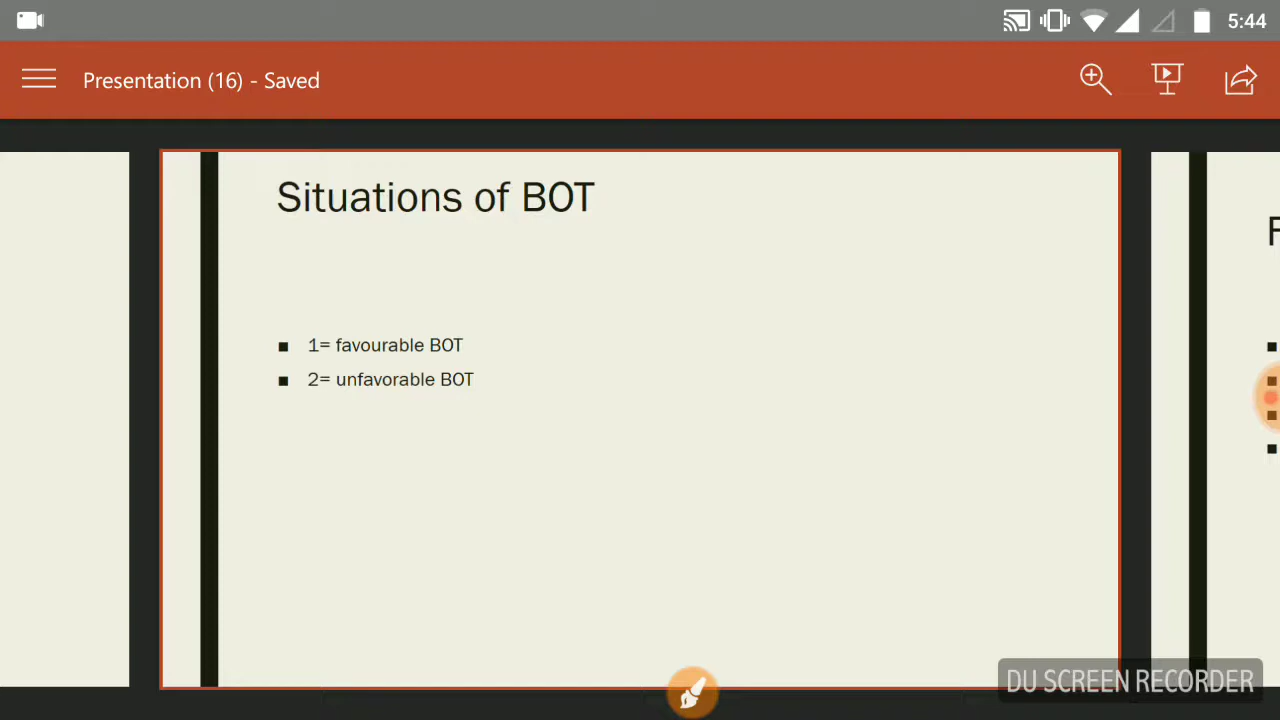 5:44
Presentation (16) - Saved
Situations of BOT
■ 1= favourable BOT
■ 2= unfavorable BOT
DU SCREEN RECORDER